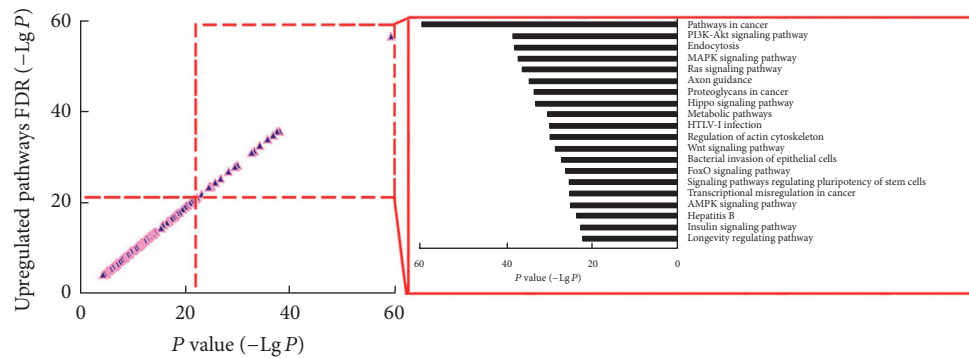 Upregulated pathways FDR (−Lg P)
60
40
20
0
0
20
40
60
P value (−Lg P)
Pathways in cancer
PI3K-Akt signaling pathway
Endocytosis
MAPK signaling pathway
Ras signaling pathway
Axon guidance
Proteoglycans in cancer
Hippo signaling pathway
Metabolic pathways
HTLV-I infection
Regulation of actin cytoskeleton
Wnt signaling pathway
Bacterial invasion of epithelial cells
FoxO signaling pathway
Signaling pathways regulating pluripotency of stem cells
Transcriptional misregulation in cancer
AMPK signaling pathway
Hepatitis B
Insulin signaling pathway
Longevity regulating pathway
60
40
20
0
P value (−Lg P)